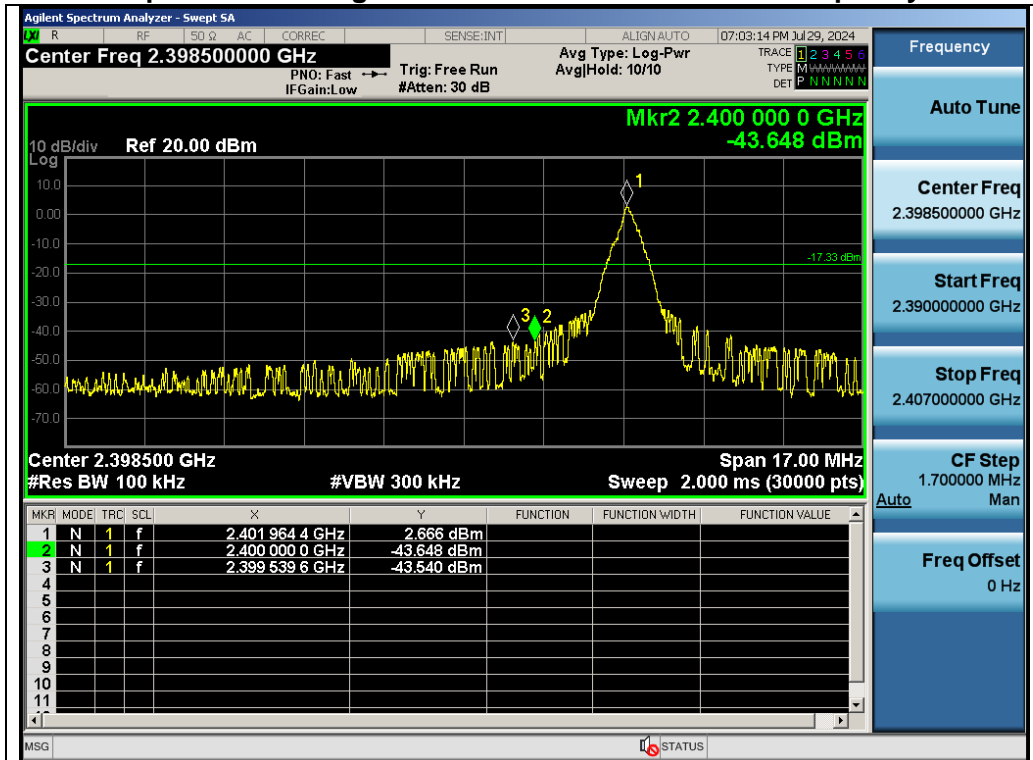 Agilent Spectrum Analyzer - Swept SA
LXI R RF 50 Ω AC CORREC SENSE:INT ALIGN AUTO 07:03:14 PM Jul 29, 2024
Center Freq 2.398500000 GHz
PNO: Fast
IFGain:Low
Trig: Free Run
#Atten: 30 dB
Avg Type: Log-Pwr
Avg|Hold: 10/10
TRACE 1 2 3 4 5 6
TYPE M
DET P N N N N N
Mkr2 2.400 000 0 GHz
-43.648 dBm
10 dB/div Ref 20.00 dBm
Log
10.0
0.00
-10.0
-20.0
-30.0
-40.0
-50.0
-60.0
-70.0
1
-17.33 dBm
3 2
Center 2.398500 GHz Span 17.00 MHz
#Res BW 100 kHz #VBW 300 kHz Sweep 2.000 ms (30000 pts)
MKR MODE TRC SCL X Y FUNCTION FUNCTION WIDTH FUNCTION VALUE
1 N 1 f 2.401 964 4 GHz 2.666 dBm
2 N 1 f 2.400 000 0 GHz -43.648 dBm
3 N 1 f 2.399 539 6 GHz -43.540 dBm
4
5
6
7
8
9
10
11
MSG STATUS
Frequency
Auto Tune
Center Freq
2.398500000 GHz
Start Freq
2.390000000 GHz
Stop Freq
2.407000000 GHz
CF Step
1.700000 MHz
Auto Man
Freq Offset
0 Hz